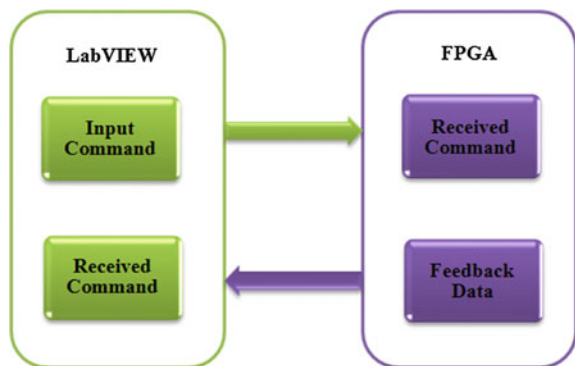 LabVIEW
Input
Command
Received
Command
FPGA
Received
Command
Feedback
Data